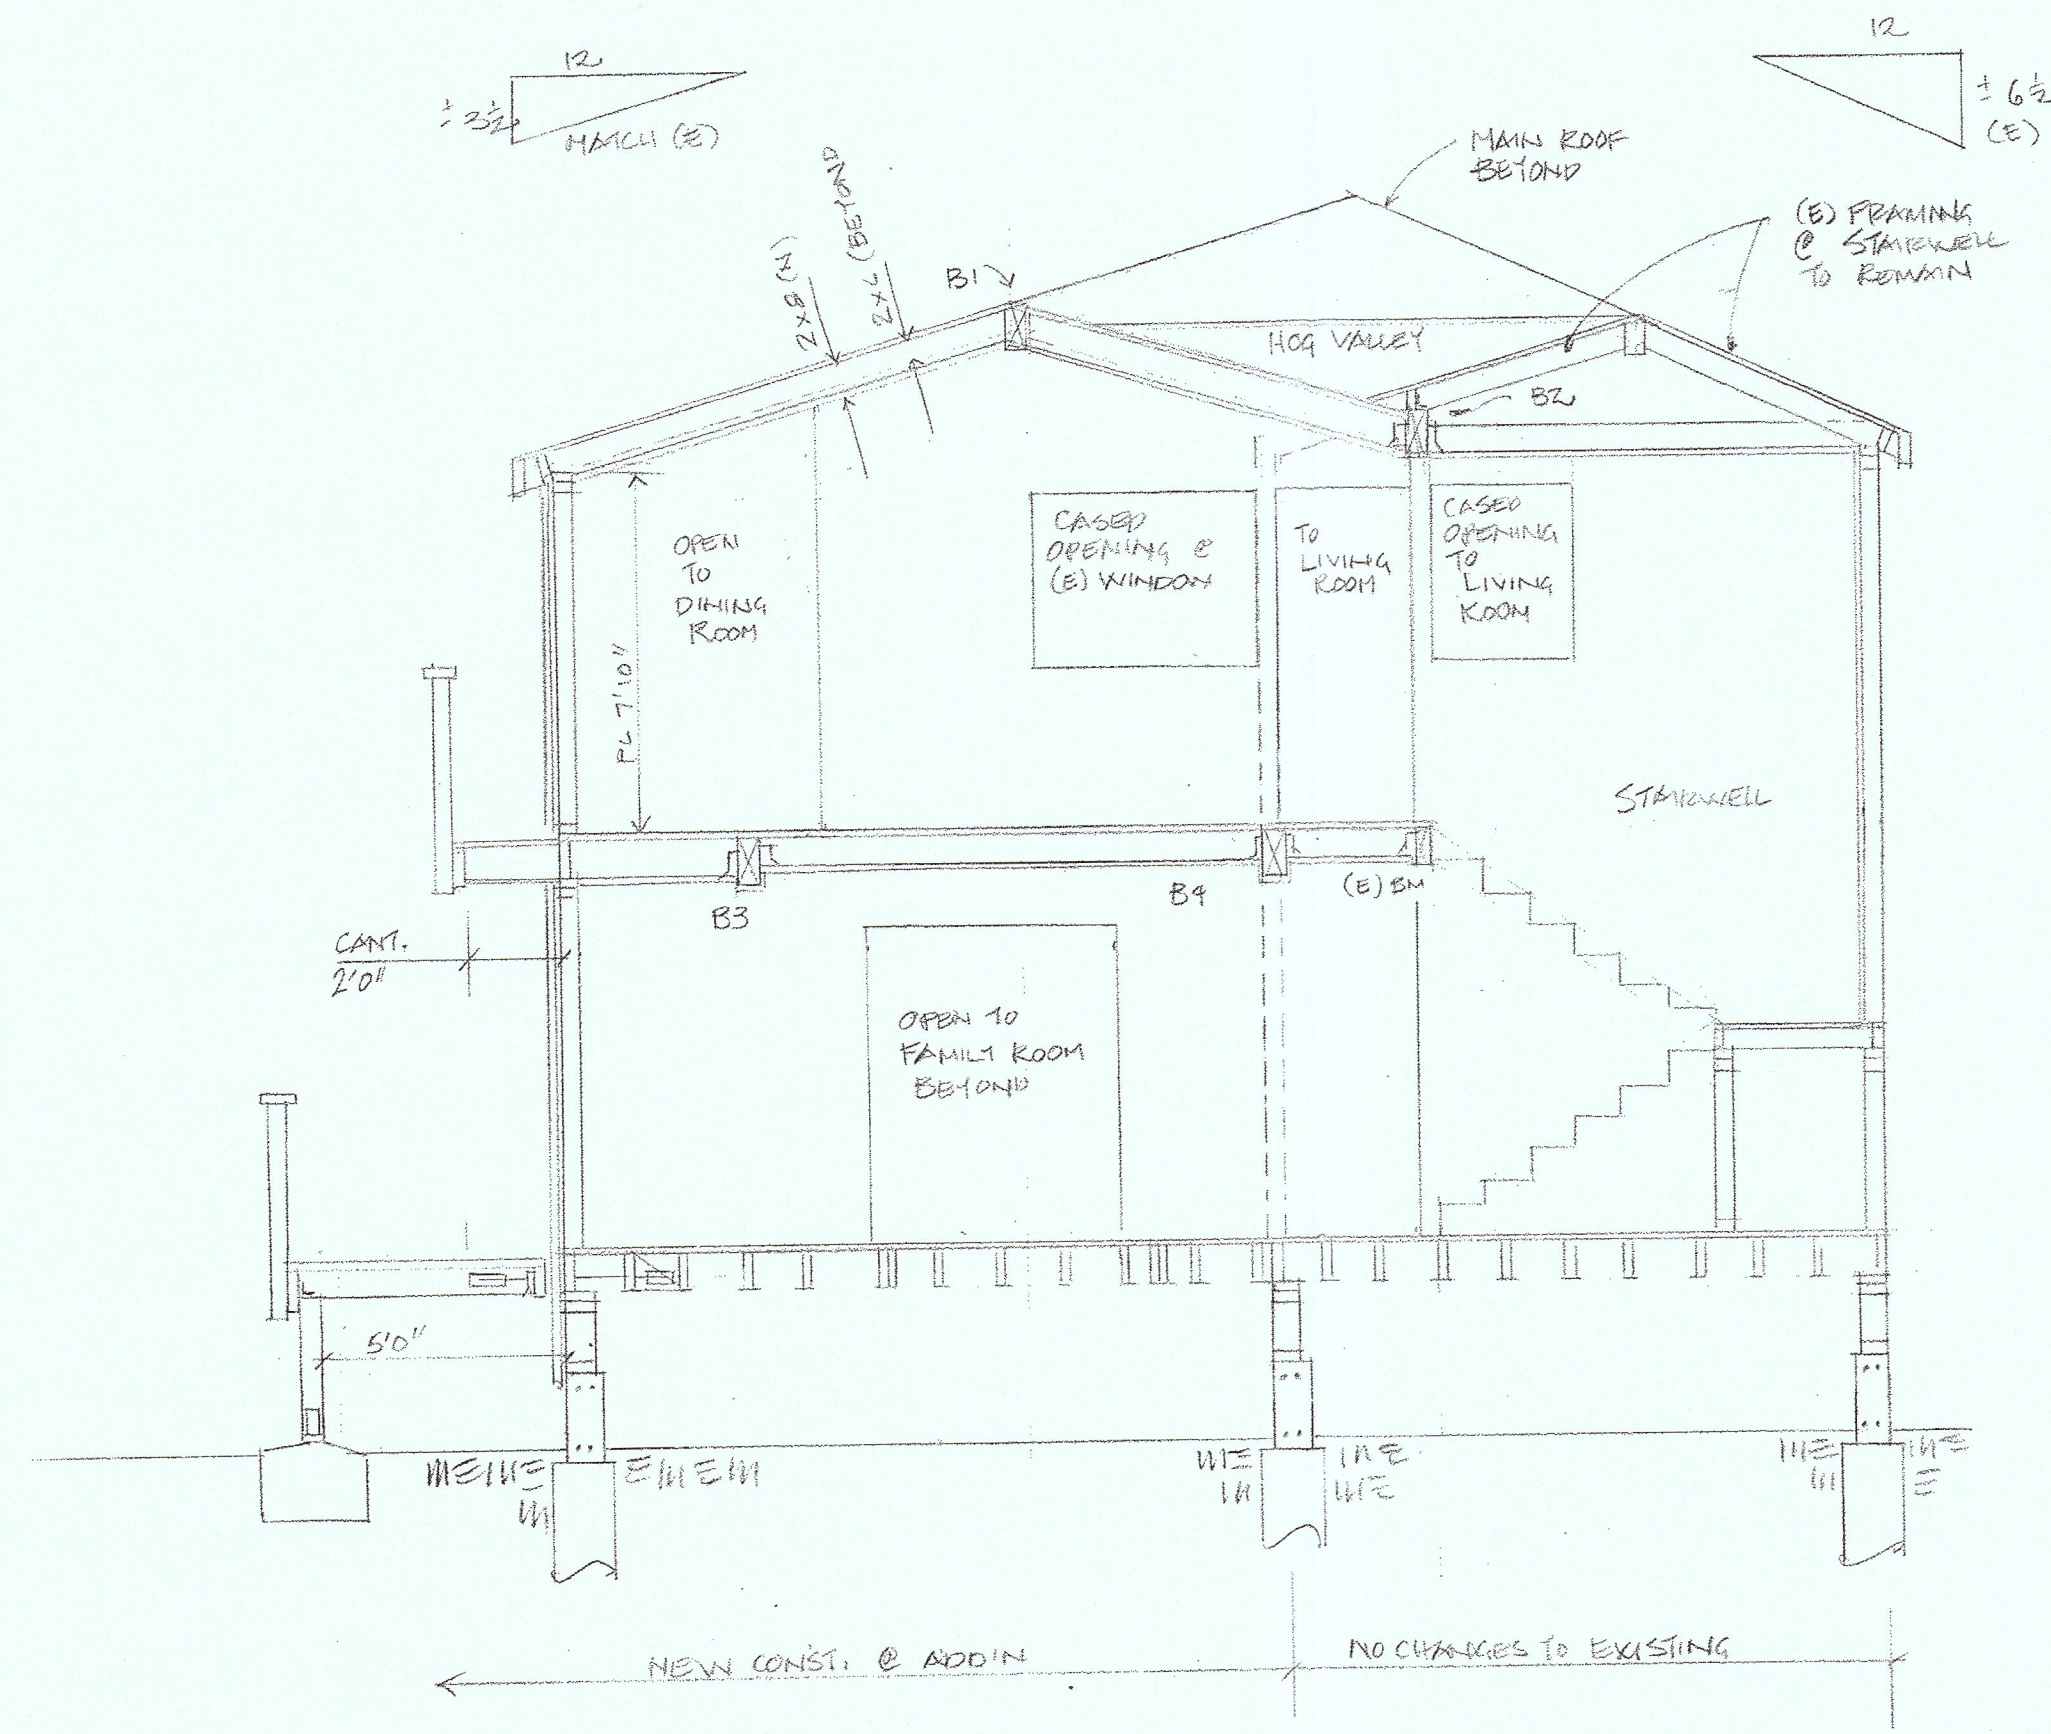 12
± 3½
MATCH (E)
12
± 6½
(E)
MAIN ROOF
BEYOND
(E) FRAMING
@ STAIRWELL
TO REMAIN
2x8 (N)
B1
HOG VALLEY
B2
OPEN
TO
DINING
ROOM
CASED
OPENING @
(E) WINDOW
TO
LIVING
ROOM
CASED
OPENING
TO
LIVING
ROOM
PL 7'10"
STAIRWELL
B3
B4
(E) BM
CANT.
2'0"
OPEN TO
FAMILY ROOM
BEYOND
5'0"
NEW CONST. @ ADD'N
NO CHANGES TO EXISTING